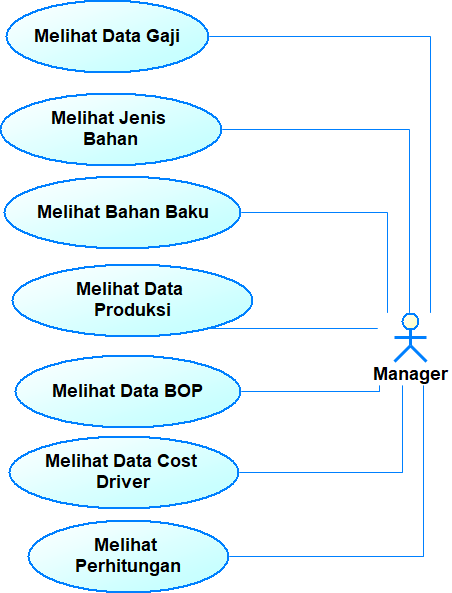 Melihat Data Gaji
Melihat Jenis
Bahan
Melihat Bahan Baku
Melihat Data
Produksi
Manager
Melihat Data BOP
Melihat Data Cost
Driver
Melihat
Perhitungan